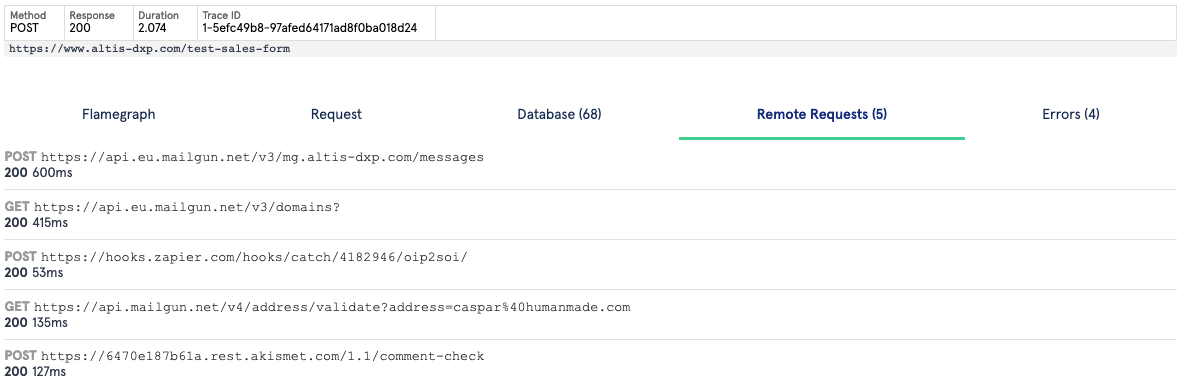 Method Response Duration Trace ID
POST 200 2.074 1-5efc49b8-97afed64171ad8f0ba018d24
https://www.altis-dxp.com/test-sales-form
Flamegraph Request Database (68) Remote Requests (5) Errors (4)
POST https://api.eu.mailgun.net/v3/mg.altis-dxp.com/messages
200 600ms
GET https://api.eu.mailgun.net/v3/domains?
200 415ms
POST https://hooks.zapier.com/hooks/catch/4182946/oip2soi/
200 53ms
GET https://api.mailgun.net/v4/address/validate?address=caspar%40humanmade.com
200 135ms
POST https://6470e187b61a.rest.akismet.com/1.1/comment-check
200 127ms